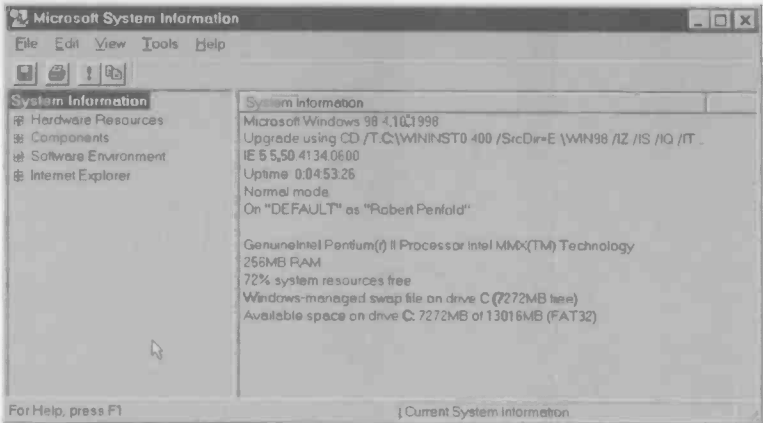 Microsoft System Information
File Edit View Tools Help
System Information
Hardware Resources
Components
Software Environment
Internet Explorer
System Information
Microsoft Windows 98 4.10.1998
Upgrade using CD /T:C:\WININST0.400 /SrcDir=E:\WIN98 /IZ /IS /IQ /IT
IE 5 5.50.4134.0600
Uptime: 0:04:53:26
Normal mode
On "DEFAULT" as "Robert Penfold"
GenuineIntel Pentium(r) II Processor Intel MMX(TM) Technology
256MB RAM
72% system resources free
Windows-managed swap file on drive C (7272MB free)
Available space on drive C: 7272MB of 13016MB (FAT32)
For Help, press F1
Current System Information